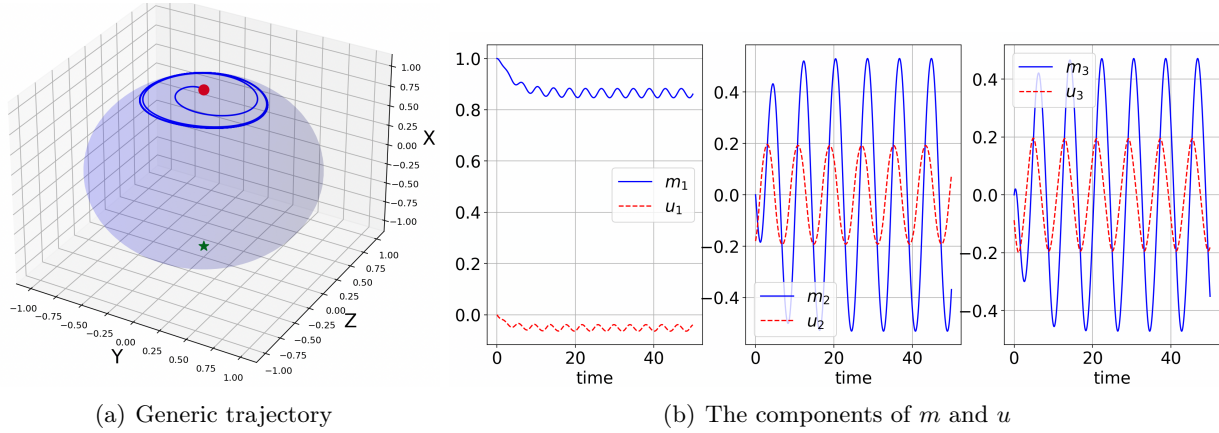 1.00
0.75
0.50
0.25
0.00
−0.25
−0.50
−0.75
−1.00
X
−1.00
−0.75
−0.50
−0.25
0.00
0.25
0.50
0.75
1.00
Y
−1.00
−0.75
−0.50
−0.25
0.00
0.25
0.50
0.75
1.00
Z
(a) Generic trajectory
1.0
0.8
0.6
0.4
0.2
0.0
m₁
u₁
0 20 40
time
0.4
0.2
0.0
−0.2
−0.4
m₂
u₂
0 20 40
time
0.4
0.2
0.0
−0.2
−0.4
m₃
u₃
0 20 40
time
(b) The components of m and u